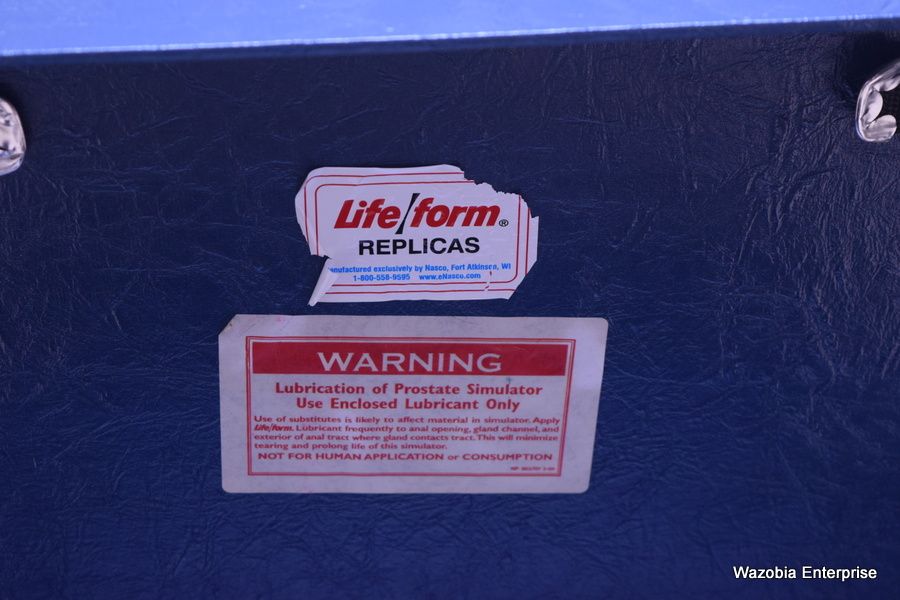 Life/form®
REPLICAS
anufactured exclusively by Nasco, Fort Atkinson, WI
1-800-558-9595 www.eNasco.com
WARNING
Lubrication of Prostate Simulator
Use Enclosed Lubricant Only
Use of substitutes is likely to affect material in simulator. Apply
Life/form. Lubricant frequently to anal opening, gland channel, and
exterior of anal tract where gland contacts tract. This will minimize
tearing and prolong life of this simulator.
NOT FOR HUMAN APPLICATION or CONSUMPTION
Wazobia Enterprise